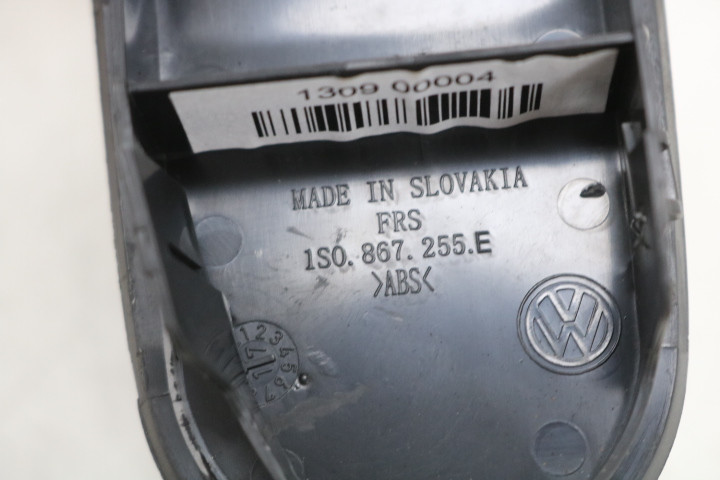 1309 00004
MADE IN SLOVAKIA
FRS
1S0.867.255.E
>ABS<